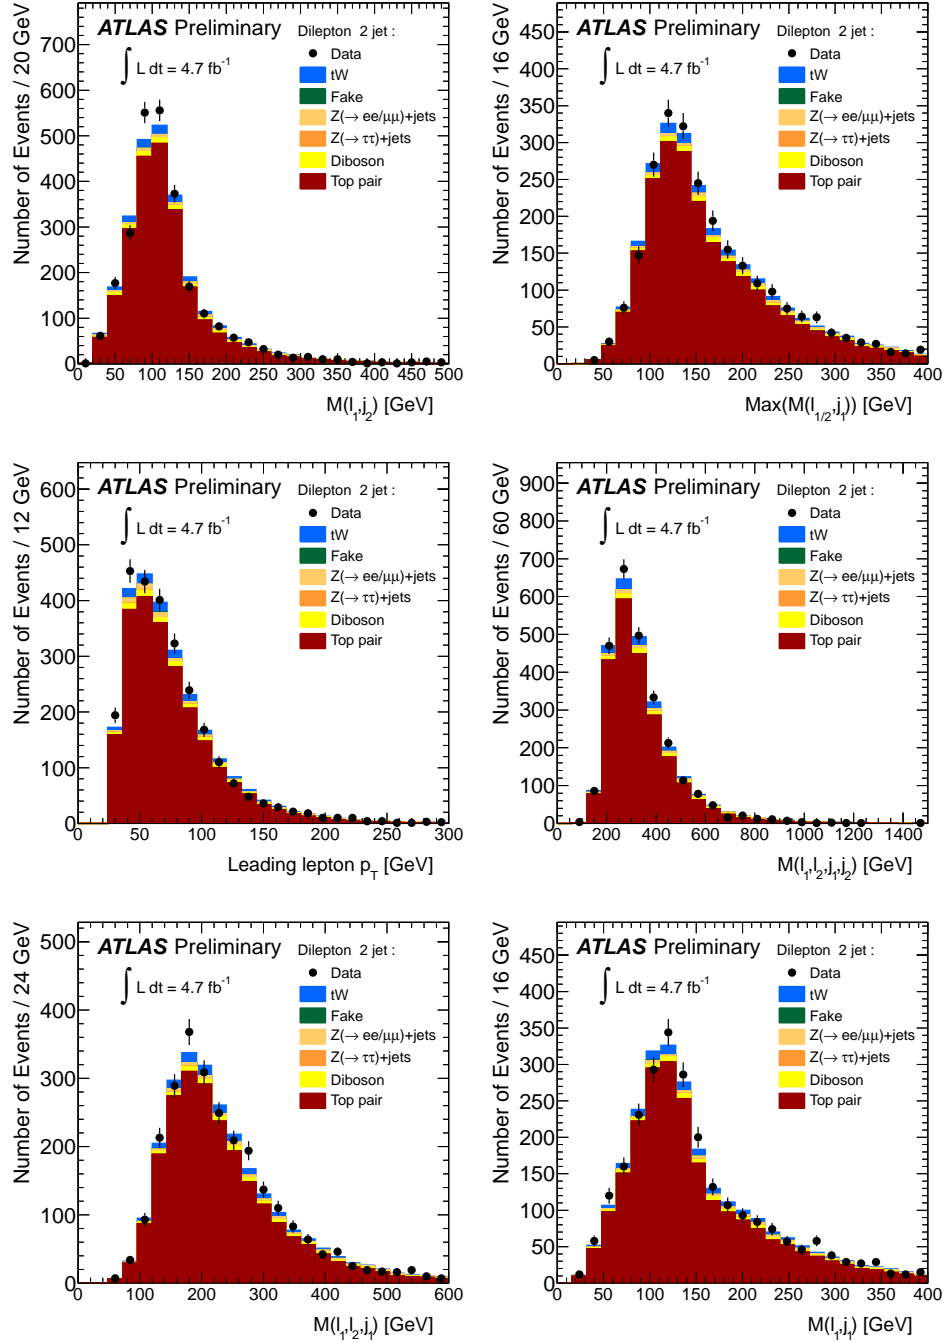 ATLAS Preliminary
∫ L dt = 4.7 fb⁻¹
Dilepton 2 jet :
Data
tW
Fake
Z(→ ee/μμ)+jets
Z(→ ττ)+jets
Diboson
Top pair
Number of Events / 20 GeV
700
600
500
400
300
200
100
0
0 50 100 150 200 250 300 350 400 450 500
M(l₁,j₂) [GeV]
ATLAS Preliminary
∫ L dt = 4.7 fb⁻¹
Dilepton 2 jet :
Data
tW
Fake
Z(→ ee/μμ)+jets
Z(→ ττ)+jets
Diboson
Top pair
Number of Events / 16 GeV
450
400
350
300
250
200
150
100
50
0
0 50 100 150 200 250 300 350 400
Max(M(l₁/₂,j₁)) [GeV]
ATLAS Preliminary
∫ L dt = 4.7 fb⁻¹
Dilepton 2 jet :
Data
tW
Fake
Z(→ ee/μμ)+jets
Z(→ ττ)+jets
Diboson
Top pair
Number of Events / 12 GeV
600
500
400
300
200
100
0
0 50 100 150 200 250 300
Leading lepton p_T [GeV]
ATLAS Preliminary
∫ L dt = 4.7 fb⁻¹
Dilepton 2 jet :
Data
tW
Fake
Z(→ ee/μμ)+jets
Z(→ ττ)+jets
Diboson
Top pair
Number of Events / 60 GeV
900
800
700
600
500
400
300
200
100
0
0 200 400 600 800 1000 1200 1400
M(l₁,l₂,j₁,j₂) [GeV]
ATLAS Preliminary
∫ L dt = 4.7 fb⁻¹
Dilepton 2 jet :
Data
tW
Fake
Z(→ ee/μμ)+jets
Z(→ ττ)+jets
Diboson
Top pair
Number of Events / 24 GeV
500
400
300
200
100
0
0 100 200 300 400 500 600
M(l₁,l₂,j₁) [GeV]
ATLAS Preliminary
∫ L dt = 4.7 fb⁻¹
Dilepton 2 jet :
Data
tW
Fake
Z(→ ee/μμ)+jets
Z(→ ττ)+jets
Diboson
Top pair
Number of Events / 16 GeV
450
400
350
300
250
200
150
100
50
0
0 50 100 150 200 250 300 350 400
M(l₁,j₁) [GeV]